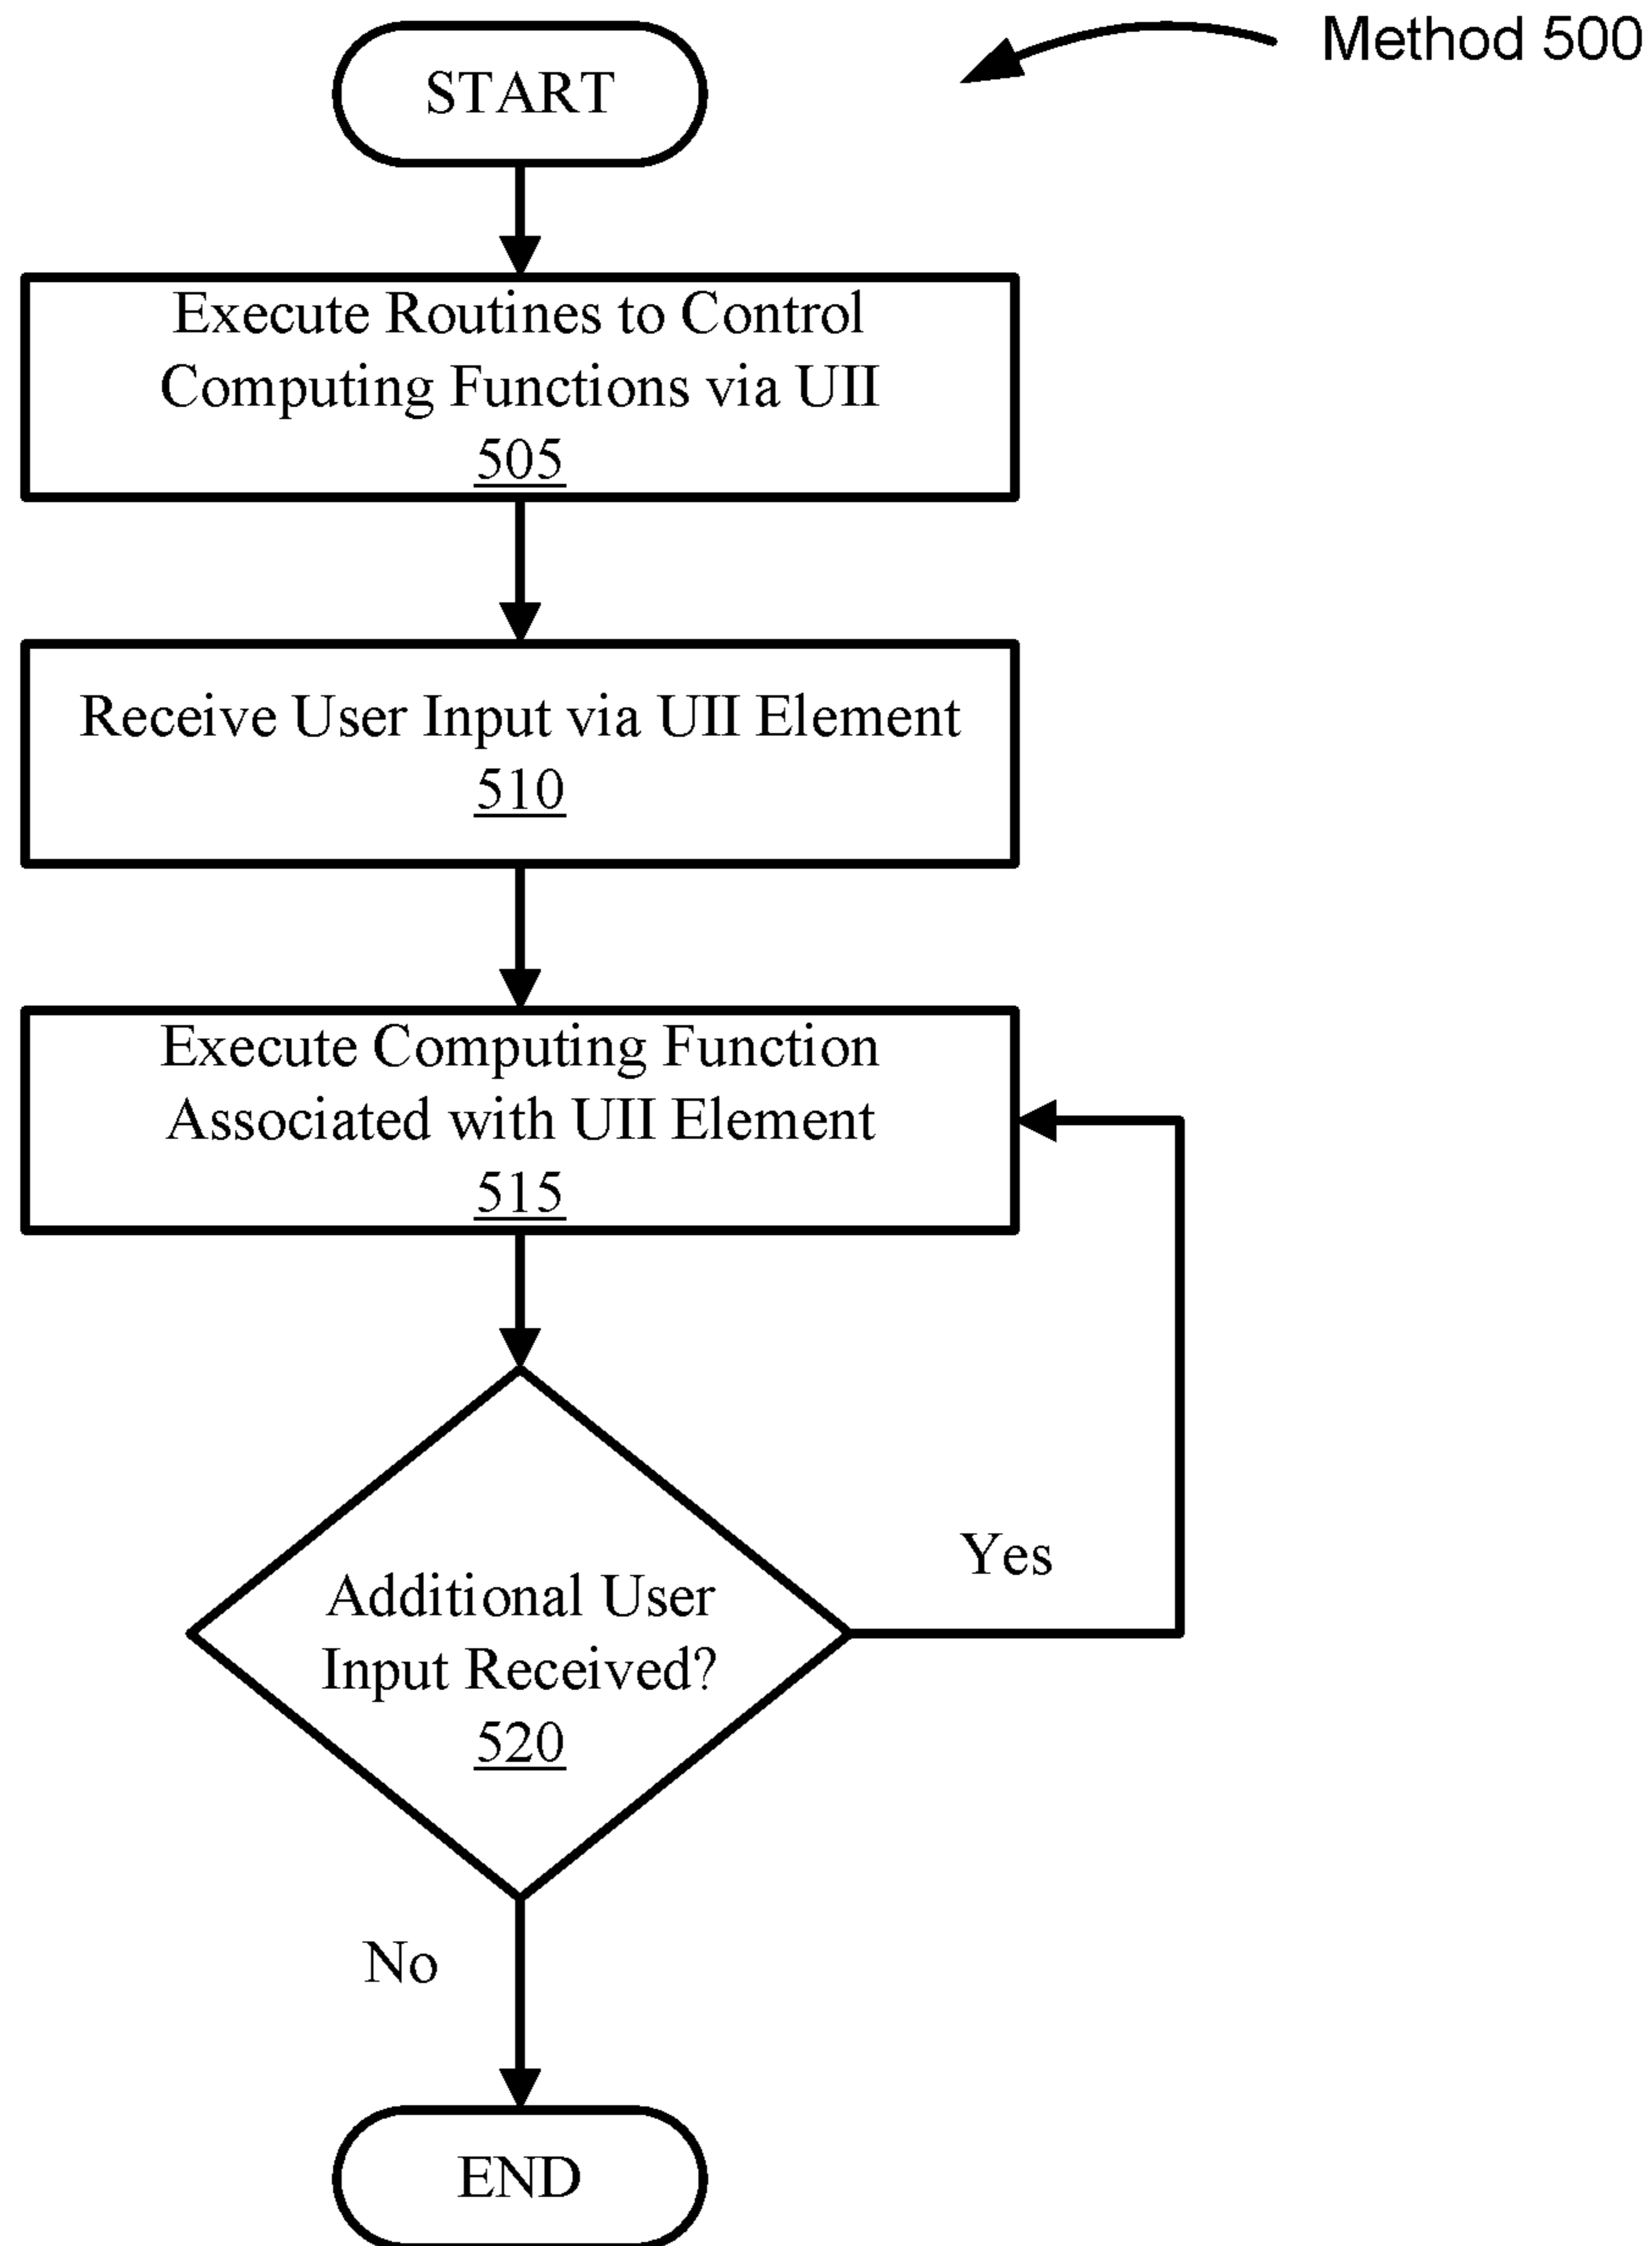 Method 500
START
Execute Routines to Control
Computing Functions via UII
505
Receive User Input via UII Element
510
Execute Computing Function
Associated with UII Element
515
Yes
Additional User
Input Received?
520
No
END